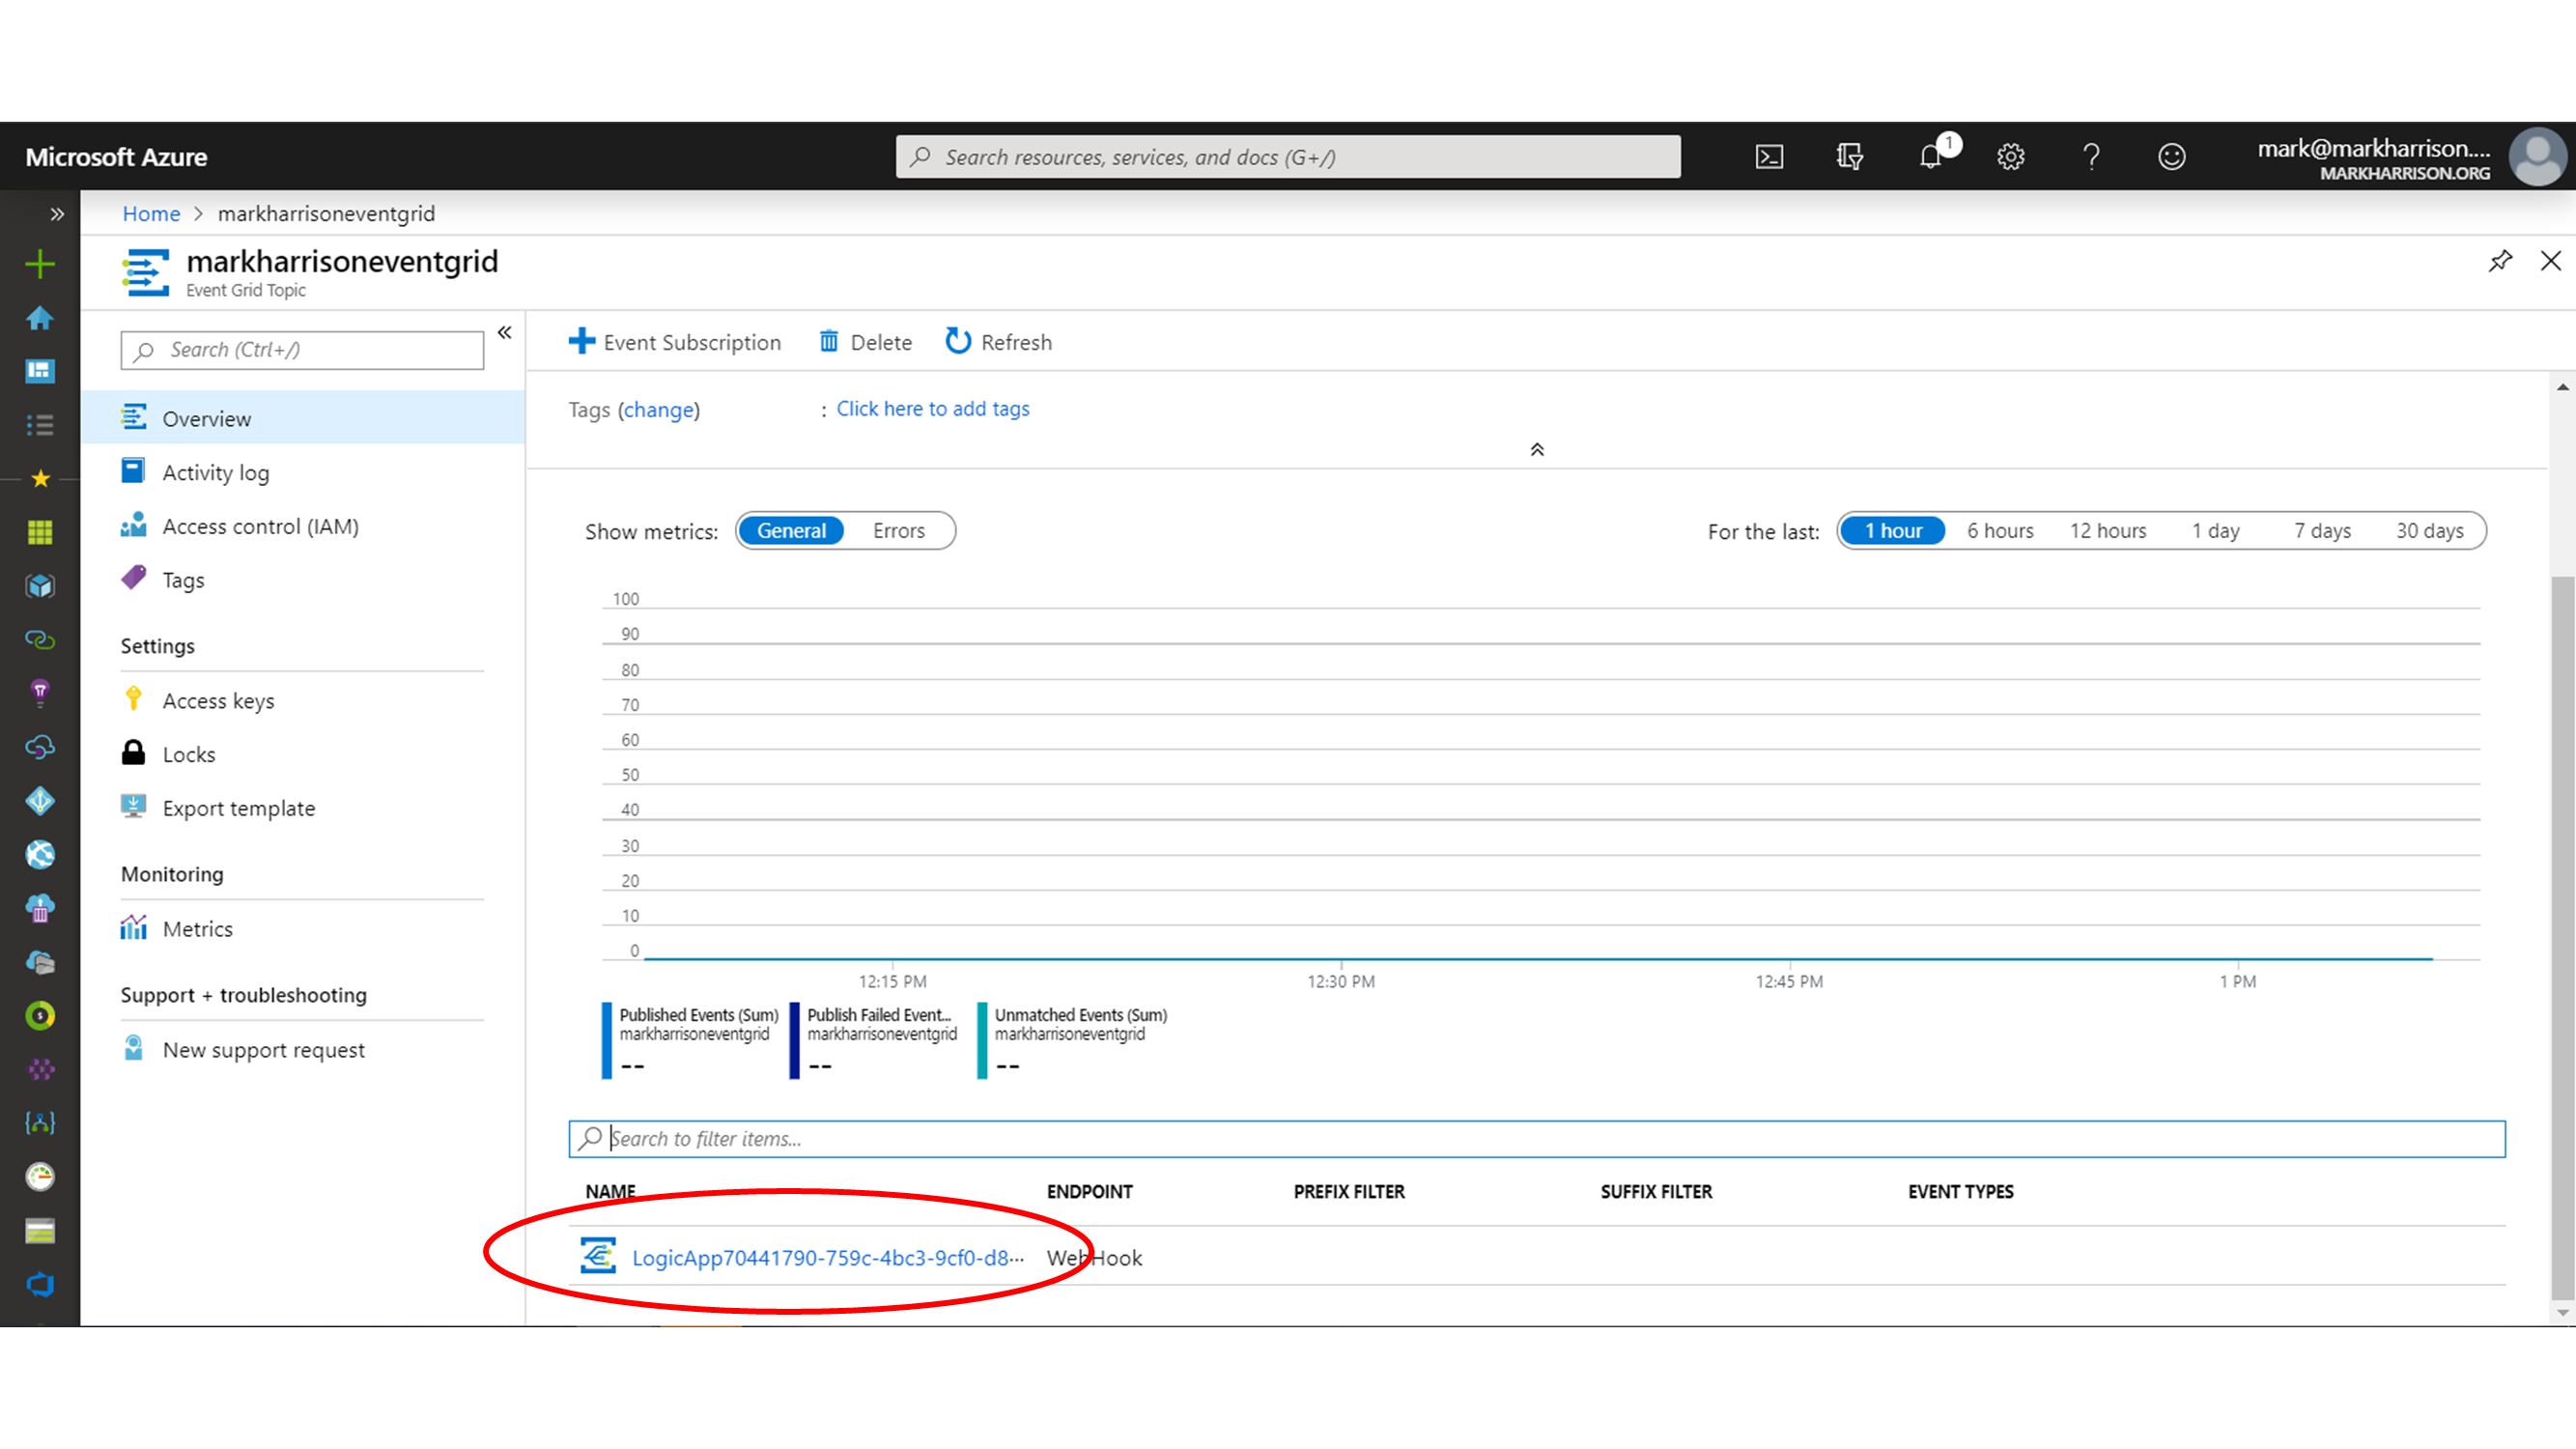 Microsoft Azure
Search resources, services, and docs (G+/)
1
mark@markharrison....
MARKHARRISON.ORG
Home > markharrisoneventgrid
markharrisoneventgrid
Event Grid Topic
Search (Ctrl+/)
Overview
Activity log
Access control (IAM)
Tags
Settings
Access keys
Locks
Export template
Monitoring
Metrics
Support + troubleshooting
New support request
Event Subscription
Delete
Refresh
Tags (change) : Click here to add tags
Show metrics: General Errors
For the last: 1 hour 6 hours 12 hours 1 day 7 days 30 days
100
90
80
70
60
50
40
30
20
10
0
12:15 PM 12:30 PM 12:45 PM 1 PM
Published Events (Sum)
markharrisoneventgrid
--
Publish Failed Event...
markharrisoneventgrid
--
Unmatched Events (Sum)
markharrisoneventgrid
--
Search to filter items...
NAME ENDPOINT PREFIX FILTER SUFFIX FILTER EVENT TYPES
LogicApp70441790-759c-4bc3-9cf0-d8... WebHook